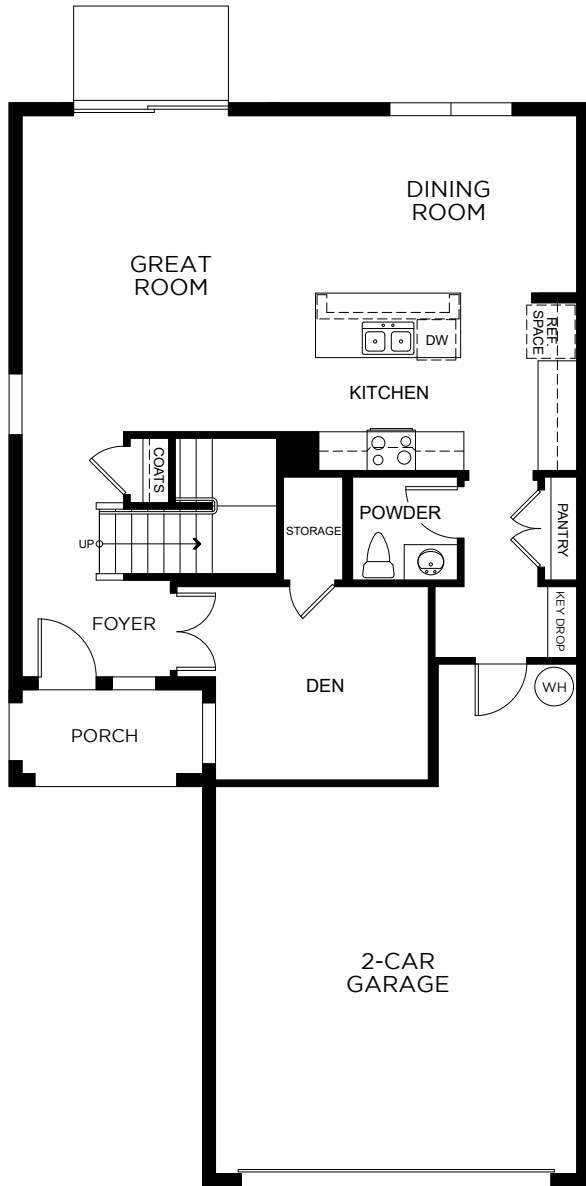 DINING
ROOM
GREAT
ROOM
REF.
SPACE
DW
KITCHEN
COATS
STORAGE
POWDER
PANTRY
UP
FOYER
KEY DROP
DEN
WH
PORCH
2-CAR
GARAGE